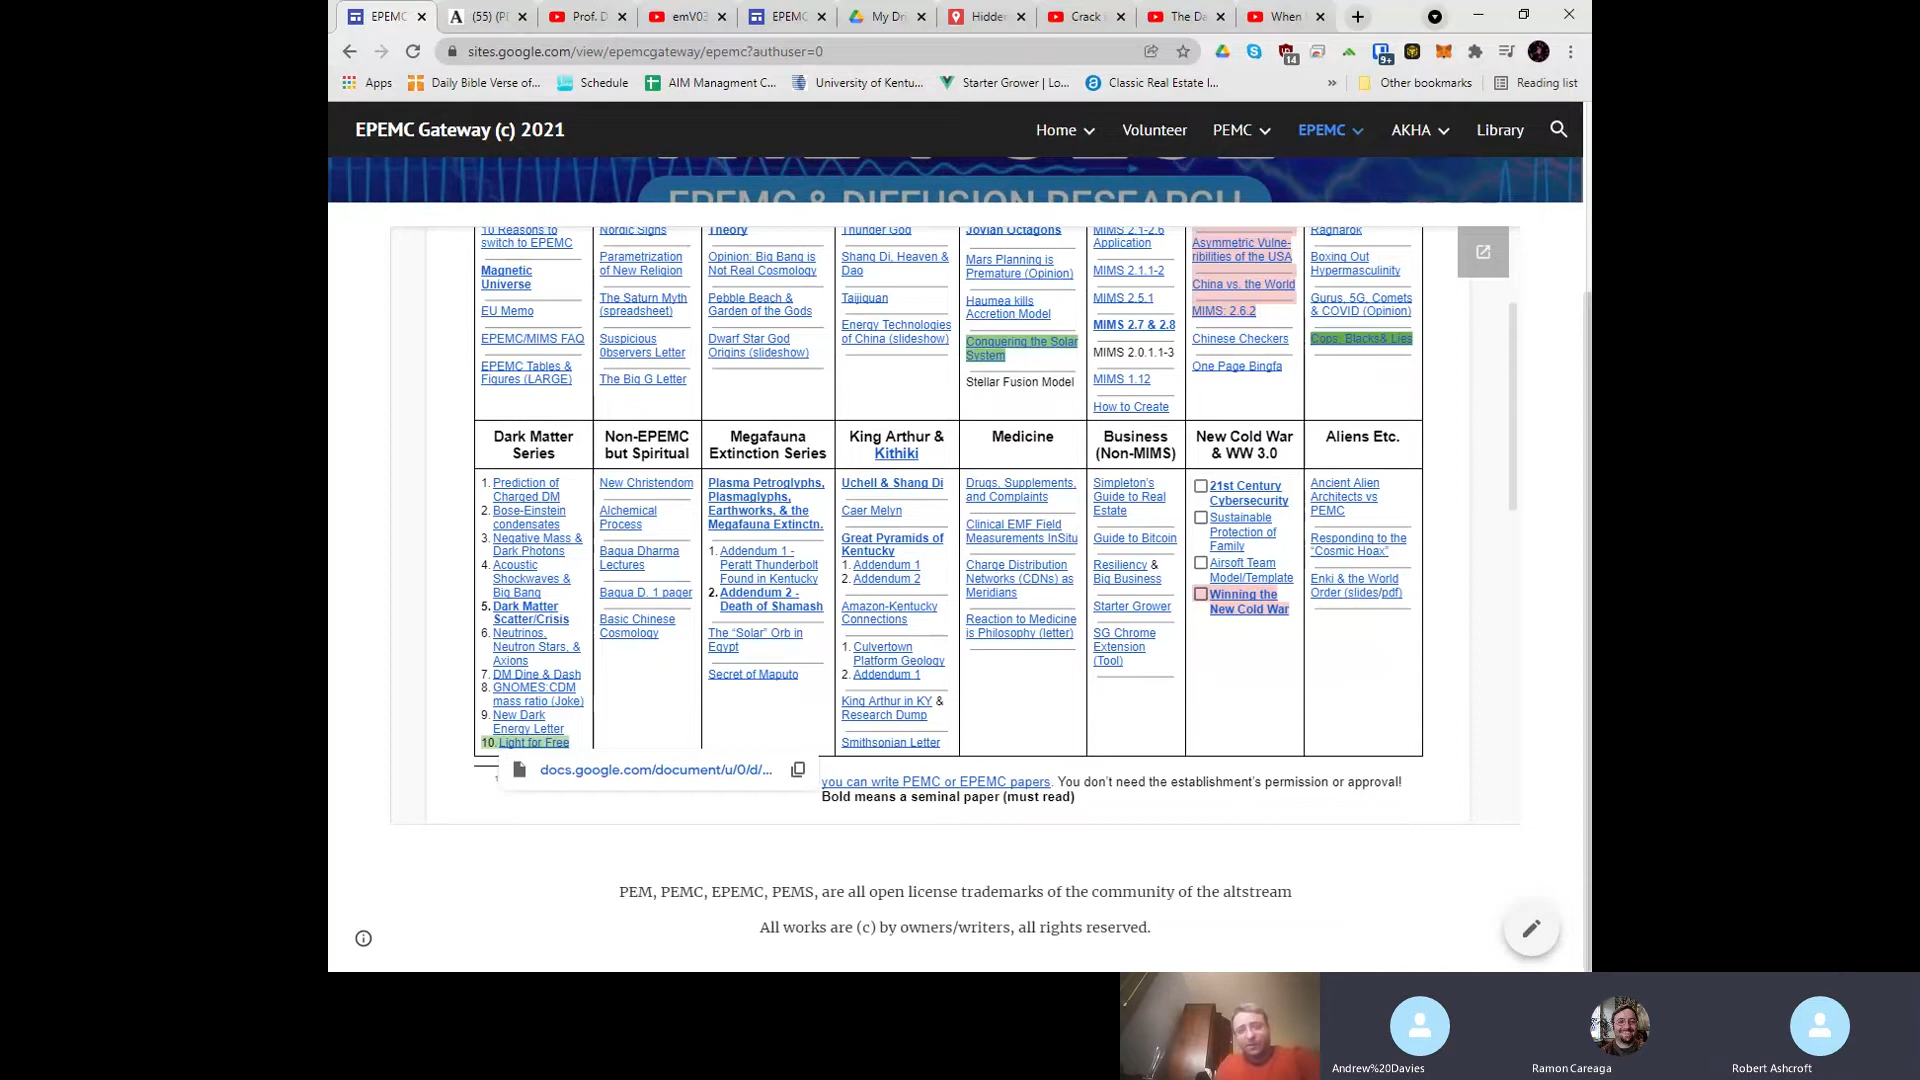 EPEMC
(55) (P
Prof. D
emV03
EPEMC
My Dri
Hidde
Crack
The Da
When
sites.google.com/view/epemcgateway/epemc?authuser=0
14
9+
Apps
Daily Bible Verse of...
Schedule
AIM Managment C...
University of Kentu...
Starter Grower | Lo...
Classic Real Estate I...
»
Other bookmarks
Reading list
EPEMC Gateway (c) 2021
Home
Volunteer
PEMC
EPEMC
AKHA
Library
EPEMC & DIFFUSION RESEARCH
10 Reasons to
switch to EPEMC
Magnetic
Universe
EU Memo
EPEMC/MIMS FAQ
EPEMC Tables &
Figures (LARGE)
Nordic Signs
Parametrization
of New Religion
The Saturn Myth
(spreadsheet)
Suspicious
0bservers Letter
The Big G Letter
Theory
Opinion: Big Bang is
Not Real Cosmology
Pebble Beach &
Garden of the Gods
Dwarf Star God
Origins (slideshow)
Thunder God
Shang Di, Heaven &
Dao
Taijiquan
Energy Technologies
of China (slideshow)
Jovian Octagons
Mars Planning is
Premature (Opinion)
Haumea kills
Accretion Model
Conquering the Solar
System
Stellar Fusion Model
MIMS 2.1-2.6
Application
MIMS 2.1.1-2
MIMS 2.5.1
MIMS 2.7 & 2.8
MIMS 2.0.1.1-3
MIMS 1.12
How to Create
Asymmetric Vulne-
ribilities of the USA
China vs. the World
MIMS: 2.6.2
Chinese Checkers
One Page Bingfa
Ragnarok
Boxing Out
Hypermasculinity
Gurus, 5G, Comets
& COVID (Opinion)
Cops, Blacks& Lies
Dark Matter
Series
Non-EPEMC
but Spiritual
Megafauna
Extinction Series
King Arthur &
Kithiki
Medicine
Business
(Non-MIMS)
New Cold War
& WW 3.0
Aliens Etc.
1. Prediction of
Charged DM
2. Bose-Einstein
condensates
3. Negative Mass &
Dark Photons
4. Acoustic
Shockwaves &
Big Bang
5. Dark Matter
Scatter/Crisis
6. Neutrinos,
Neutron Stars, &
Axions
7. DM Dine & Dash
8. GNOMES:CDM
mass ratio (Joke)
9. New Dark
Energy Letter
10. Light for Free
New Christendom
Alchemical
Process
Bagua Dharma
Lectures
Bagua D. 1 pager
Basic Chinese
Cosmology
Plasma Petroglyphs,
Plasmaglyphs,
Earthworks, & the
Megafauna Extinctn.
1. Addendum 1 -
Peratt Thunderbolt
Found in Kentucky
2. Addendum 2 -
Death of Shamash
The "Solar" Orb in
Egypt
Secret of Maputo
Uchell & Shang Di
Caer Melyn
Great Pyramids of
Kentucky
1. Addendum 1
2. Addendum 2
Amazon-Kentucky
Connections
1. Culvertown
Platform Geology
2. Addendum 1
King Arthur in KY &
Research Dump
Smithsonian Letter
Drugs, Supplements,
and Complaints
Clinical EMF Field
Measurements InSitu
Charge Distribution
Networks (CDNs) as
Meridians
Reaction to Medicine
is Philosophy (letter)
Simpleton's
Guide to Real
Estate
Guide to Bitcoin
Resiliency &
Big Business
Starter Grower
SG Chrome
Extension
(Tool)
21st Century
Cybersecurity
Sustainable
Protection of
Family
Airsoft Team
Model/Template
Winning the
New Cold War
Ancient Alien
Architects vs
PEMC
Responding to the
"Cosmic Hoax"
Enki & the World
Order (slides/pdf)
docs.google.com/document/u/0/d/...
you can write PEMC or EPEMC papers. You don't need the establishment's permission or approval!
Bold means a seminal paper (must read)
PEM, PEMC, EPEMC, PEMS, are all open license trademarks of the community of the altstream
All works are (c) by owners/writers, all rights reserved.
Andrew%20Davies
Ramon Careaga
Robert Ashcroft